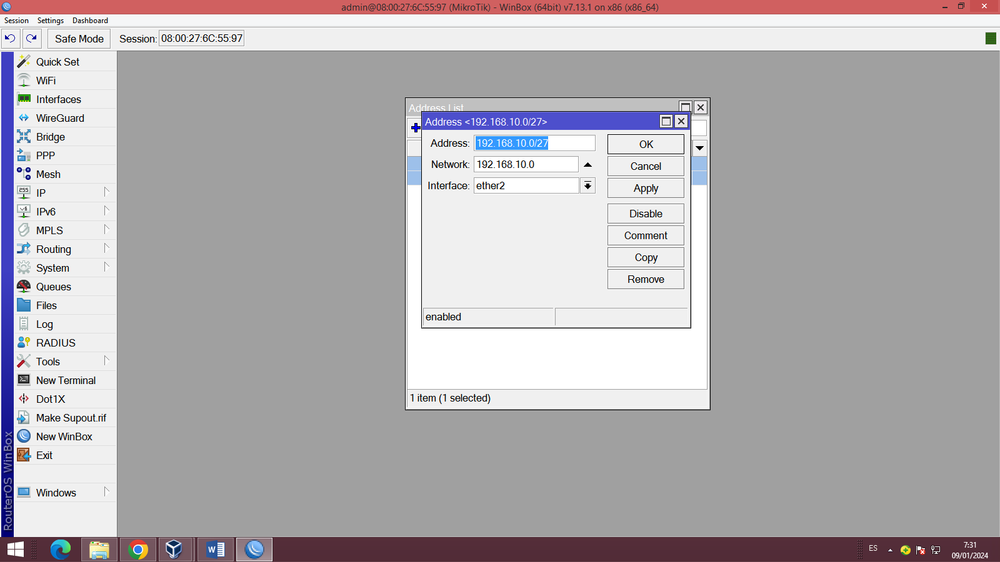 admin@08:00:27:6C:55:97 (MikroTik) - WinBox (64bit) v7.13.1 on x86 (x86_64)
Session Settings Dashboard
Safe Mode Session: 08:00:27:6C:55:97
Quick Set
WiFi
Interfaces
WireGuard
Bridge
PPP
Mesh
255 IP
v6 IPv6
MPLS
Routing
System
Queues
Files
Log
RADIUS
Tools
New Terminal
Dot1X
Make Supout.rif
New WinBox
Exit
Windows
RouterOS WinBox
Address List
Address <192.168.10.0/27>
Address: 192.168.10.0/27 OK
Network: 192.168.10.0 Cancel
Interface: ether2 Apply
Disable
Comment
Copy
Remove
enabled
1 item (1 selected)
ES
7:31
09/01/2024